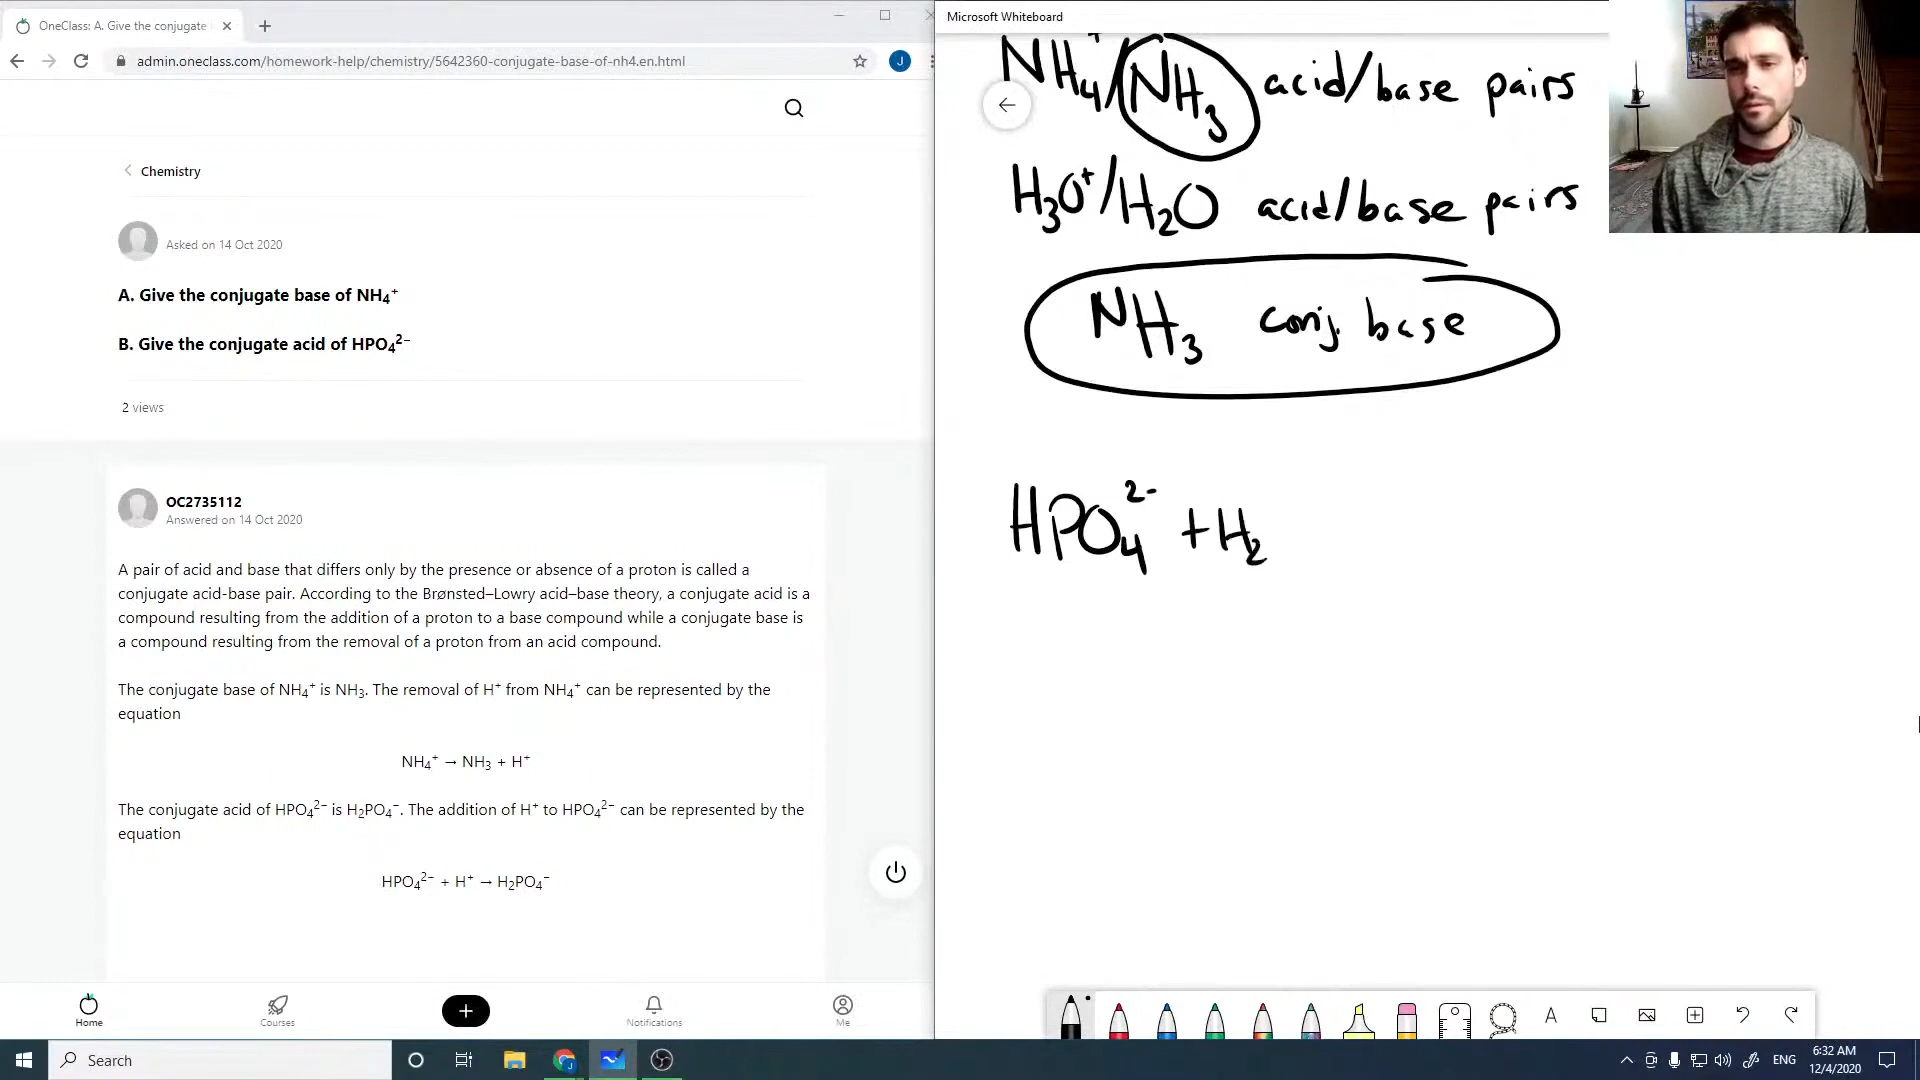 OneClass: A. Give the conjugate
admin.oneclass.com/homework-help/chemistry/5642360-conjugate-base-of-nh4.en.html
Chemistry
Asked on 14 Oct 2020
A. Give the conjugate base of NH₄⁺
B. Give the conjugate acid of HPO₄²⁻
2 views
OC2735112
Answered on 14 Oct 2020
A pair of acid and base that differs only by the presence or absence of a proton is called a
conjugate acid-base pair. According to the Brønsted–Lowry acid–base theory, a conjugate acid is a
compound resulting from the addition of a proton to a base compound while a conjugate base is
a compound resulting from the removal of a proton from an acid compound.
The conjugate base of NH₄⁺ is NH₃. The removal of H⁺ from NH₄⁺ can be represented by the
equation
NH₄⁺ → NH₃ + H⁺
The conjugate acid of HPO₄²⁻ is H₂PO₄⁻. The addition of H⁺ to HPO₄²⁻ can be represented by the
equation
HPO₄²⁻ + H⁺ → H₂PO₄⁻
Home
Courses
Notifications
Me
Microsoft Whiteboard
NH₄⁺/NH₃ acid/base pairs
H₃O⁺/H₂O acid/base pairs
NH₃ conj. base
HPO₄²⁻ + H₂
Search
ENG
6:32 AM
12/4/2020